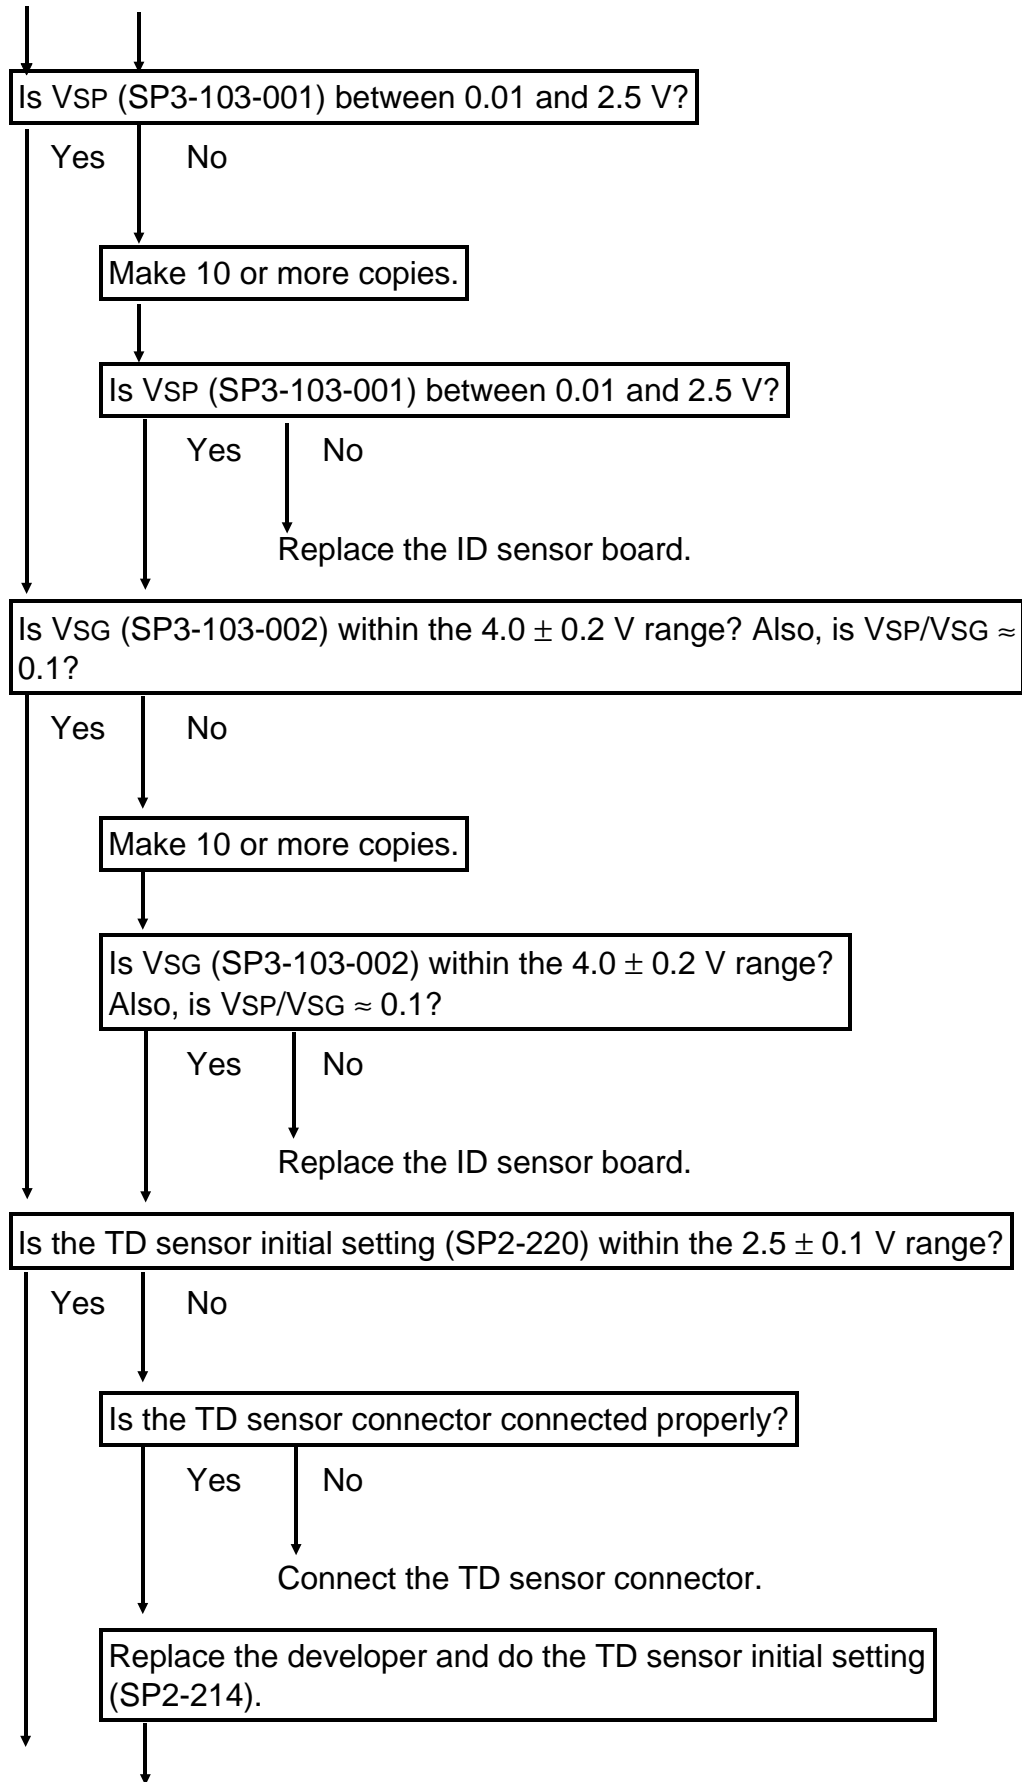 Is VSP (SP3-103-001) between 0.01 and 2.5 V?
Yes No
Make 10 or more copies.
Is VSP (SP3-103-001) between 0.01 and 2.5 V?
Yes No
Replace the ID sensor board.
Is VSG (SP3-103-002) within the 4.0 ± 0.2 V range? Also, is VSP/VSG ≈
0.1?
Yes No
Make 10 or more copies.
Is VSG (SP3-103-002) within the 4.0 ± 0.2 V range?
Also, is VSP/VSG ≈ 0.1?
Yes No
Replace the ID sensor board.
Is the TD sensor initial setting (SP2-220) within the 2.5 ± 0.1 V range?
Yes No
Is the TD sensor connector connected properly?
Yes No
Connect the TD sensor connector.
Replace the developer and do the TD sensor initial setting
(SP2-214).